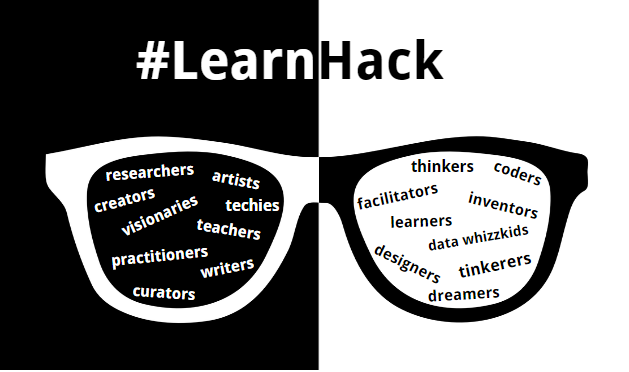 #LearnHack
researchers
artists
creators
visionaries
techies
teachers
practitioners
writers
curators
thinkers
coders
facilitators
inventors
learners
data whizzkids
designers
tinkerers
dreamers